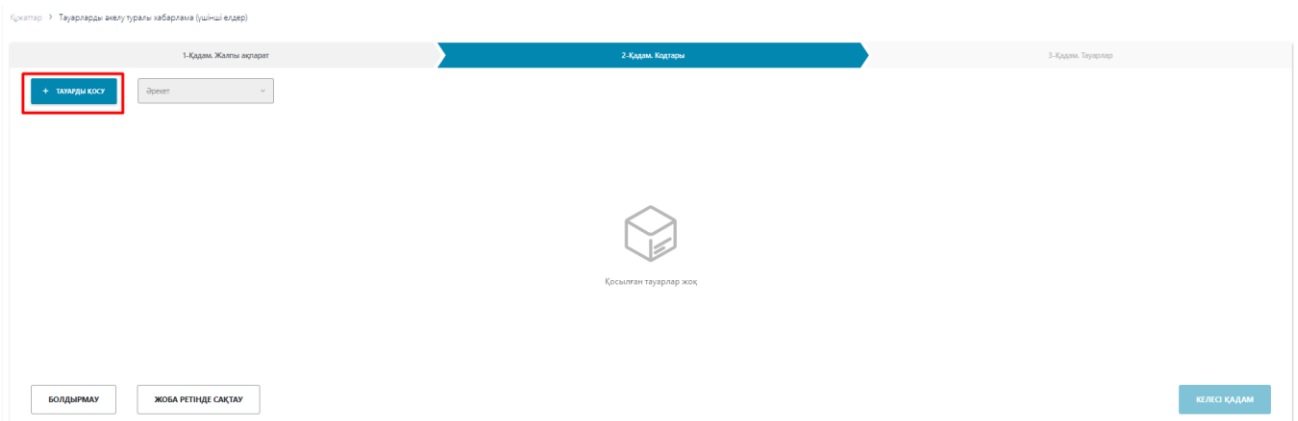 Құжаттар > Тауарларды әкелу туралы хабарлама (үшінші елдер)
1-Қадам. Жалпы ақпарат
2-Қадам. Кодтары
3-Қадам. Тауарлар
+ ТАУАРДЫ ҚОСУ
Әрекет
Қосылған тауарлар жоқ
БОЛДЫРМАУ
ЖОБА РЕТІНДЕ САҚТАУ
КЕЛЕСІ ҚАДАМ